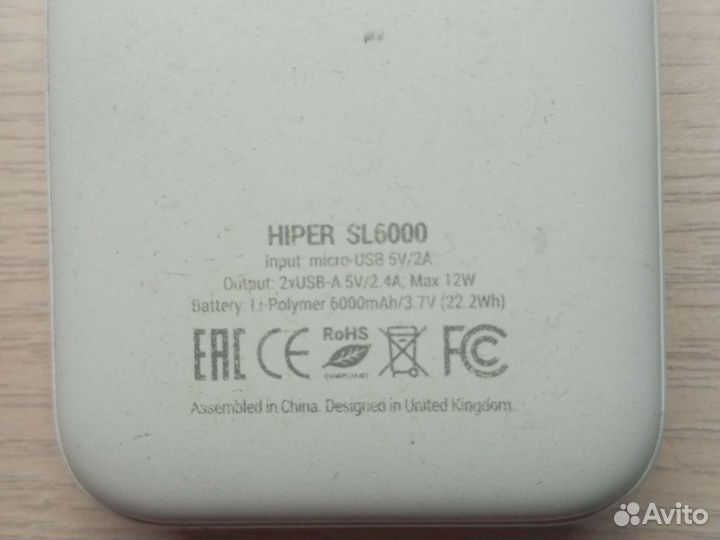 HIPER SL6000
Input: micro-USB 5V/2A
Output: 2xUSB-A 5V/2.4A; Max 12W
Battery: Li-Polymer 6000mAh/3.7V (22.2Wh)
EAC CE RoHS COMPLIANT FC
Assembled in China. Designed in United Kingdom.
Avito